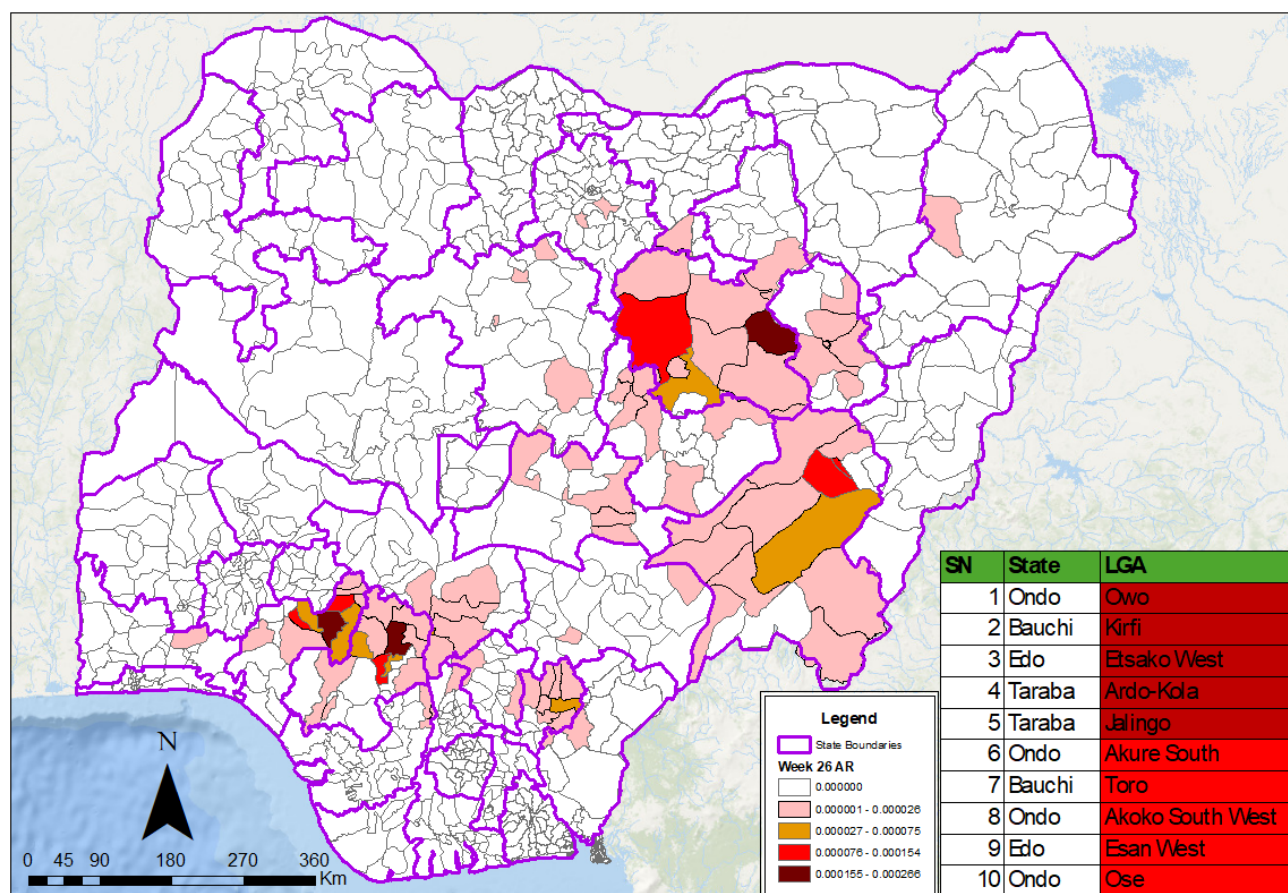 SN State LGA
1 Ondo Owo
2 Bauchi Kirfi
3 Edo Etsako West
4 Taraba Ardo-Kola
5 Taraba Jalingo
6 Ondo Akure South
7 Bauchi Toro
8 Ondo Akoko South West
9 Edo Esan West
10 Ondo Ose
Legend
State Boundaries
Week 26 AR
0.000000
0.000001 - 0.000026
0.000027 - 0.000075
0.000076 - 0.000154
0.000155 - 0.000266
N
0 45 90 180 270 360
Km